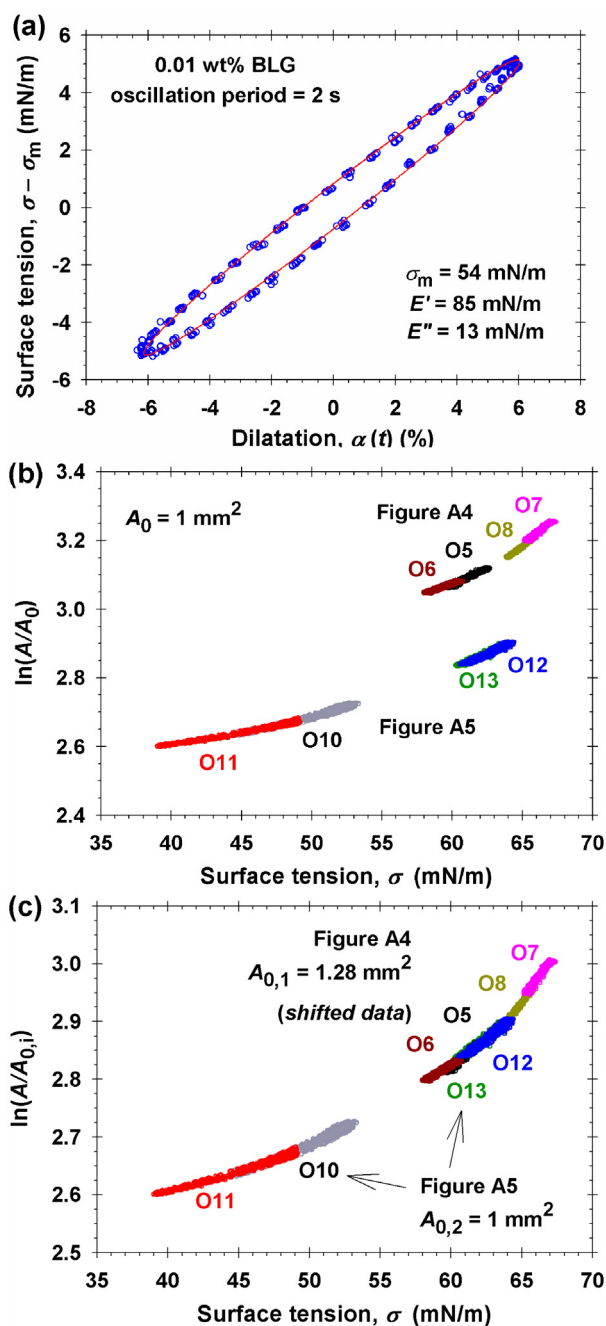 (a)
0.01 wt% BLG
oscillation period = 2 s
σm = 54 mN/m
E' = 85 mN/m
E" = 13 mN/m
Surface tension, σ – σm (mN/m)
6
4
2
0
-2
-4
-6
-8 -6 -4 -2 0 2 4 6 8
Dilatation, α(t) (%)
(b)
A0 = 1 mm²
Figure A4
O7
O8
O5
O6
O13
O12
Figure A5
O10
O11
ln(A/A0)
3.4
3.2
3.0
2.8
2.6
2.4
35 40 45 50 55 60 65 70
Surface tension, σ (mN/m)
(c)
Figure A4
A0,1 = 1.28 mm²
(shifted data)
O7
O8
O5
O6
O12
O13
O10
O11
Figure A5
A0,2 = 1 mm²
ln(A/A0,i)
3.1
3.0
2.9
2.8
2.7
2.6
2.5
35 40 45 50 55 60 65 70
Surface tension, σ (mN/m)